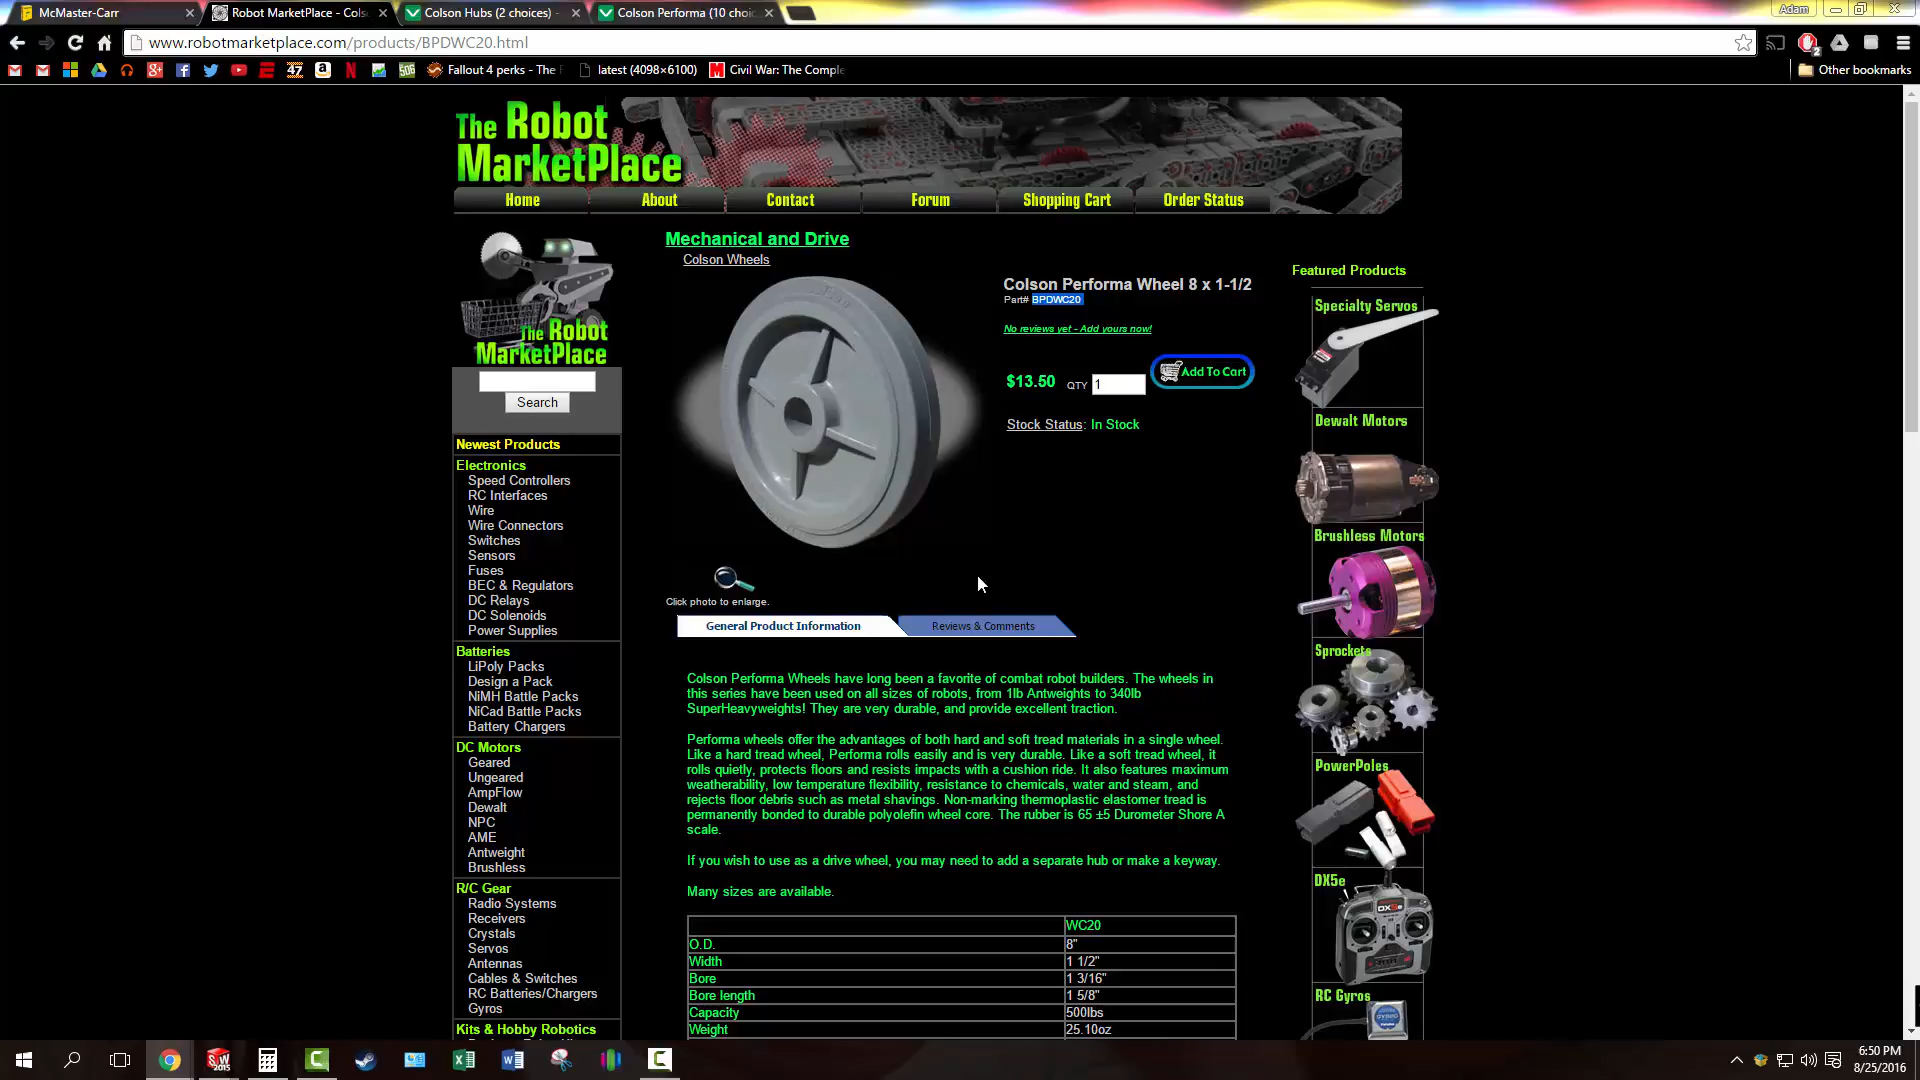 McMaster-Carr
Robot MarketPlace - Cols
Colson Hubs (2 choices) -
Colson Performa (10 choic
Adam
www.robotmarketplace.com/products/BPDWC20.html
Fallout 4 perks - The F
latest (4098×6100)
Civil War: The Comple
Other bookmarks
The Robot
MarketPlace
Home
About
Contact
Forum
Shopping Cart
Order Status
The Robot
MarketPlace
Search
Newest Products
Electronics
Speed Controllers
RC Interfaces
Wire
Wire Connectors
Switches
Sensors
Fuses
BEC & Regulators
DC Relays
DC Solenoids
Power Supplies
Batteries
LiPoly Packs
Design a Pack
NiMH Battle Packs
NiCad Battle Packs
Battery Chargers
DC Motors
Geared
Ungeared
AmpFlow
Dewalt
NPC
AME
Antweight
Brushless
R/C Gear
Radio Systems
Receivers
Crystals
Servos
Antennas
Cables & Switches
RC Batteries/Chargers
Gyros
Kits & Hobby Robotics
Mechanical and Drive
Colson Wheels
Colson Performa Wheel 8 x 1-1/2
Part# BPDWC20
No reviews yet - Add yours now!
$13.50 QTY 1 Add To Cart
Stock Status: In Stock
Click photo to enlarge.
General Product Information
Reviews & Comments
Colson Performa Wheels have long been a favorite of combat robot builders. The wheels in
this series have been used on all sizes of robots, from 1lb Antweights to 340lb
SuperHeavyweights! They are very durable, and provide excellent traction.
Performa wheels offer the advantages of both hard and soft tread materials in a single wheel.
Like a hard tread wheel, Performa rolls easily and is very durable. Like a soft tread wheel, it
rolls quietly, protects floors and resists impacts with a cushion ride. It also features maximum
weatherability, low temperature flexibility, resistance to chemicals, water and steam, and
rejects floor debris such as metal shavings. Non-marking thermoplastic elastomer tread is
permanently bonded to durable polyolefin wheel core. The rubber is 65 ±5 Durometer Shore A
scale.
If you wish to use as a drive wheel, you may need to add a separate hub or make a keyway.
Many sizes are available.
WC20
O.D. 8"
Width 1 1/2"
Bore 1 3/16"
Bore length 1 5/8"
Capacity 500lbs
Weight 25.10oz
Featured Products
Specialty Servos
Dewalt Motors
Brushless Motors
Sprockets
PowerPoles
DX5e
RC Gyros
6:50 PM
8/25/2016